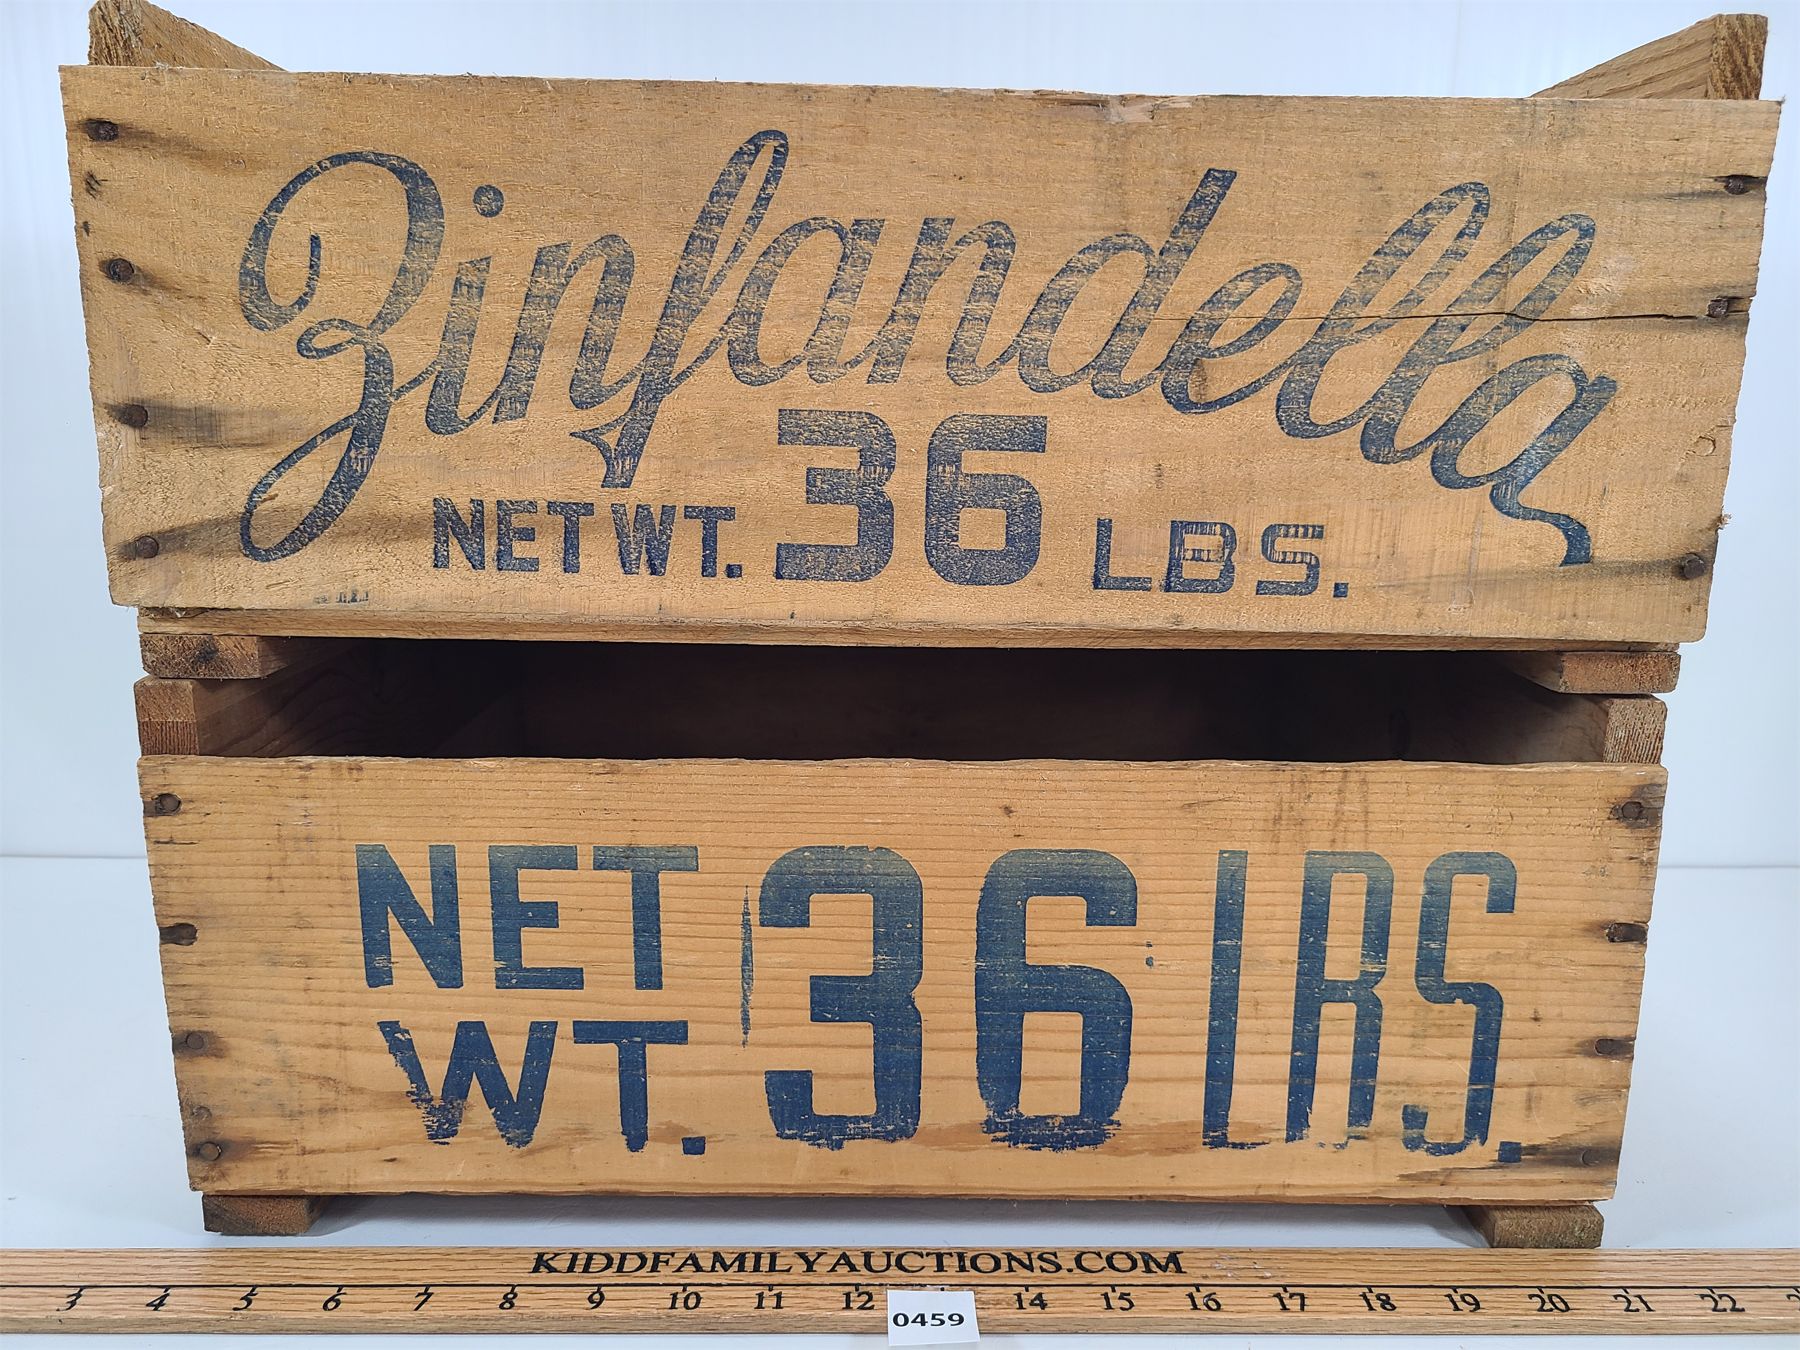 Zinfandella
NET WT. 36 LBS.
NET 36 LBS.
WT.
KIDDFAMILYAUCTIONS.COM
3 4 5 6 7 8 9 10 11 12 14 15 16 17 18 19 20 21 22
0459